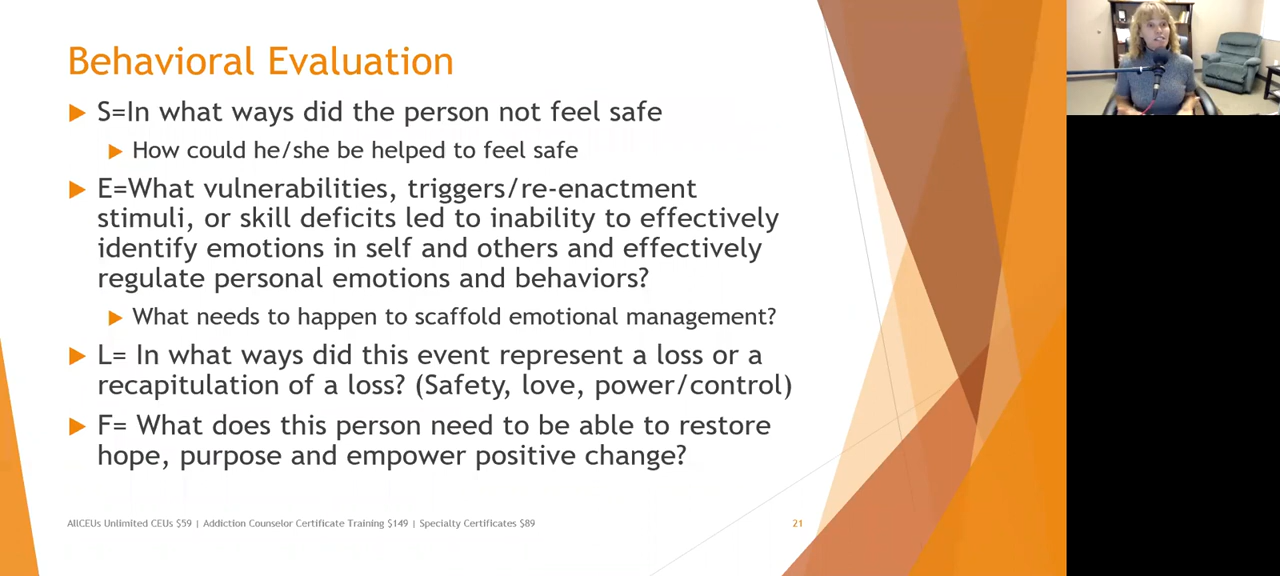 Behavioral Evaluation
S=In what ways did the person not feel safe
How could he/she be helped to feel safe
E=What vulnerabilities, triggers/re-enactment
stimuli, or skill deficits led to inability to effectively
identify emotions in self and others and effectively
regulate personal emotions and behaviors?
What needs to happen to scaffold emotional management?
L= In what ways did this event represent a loss or a
recapitulation of a loss? (Safety, love, power/control)
F= What does this person need to be able to restore
hope, purpose and empower positive change?
AllCEUs Unlimited CEUs $59 | Addiction Counselor Certificate Training $149 | Specialty Certificates $89
21